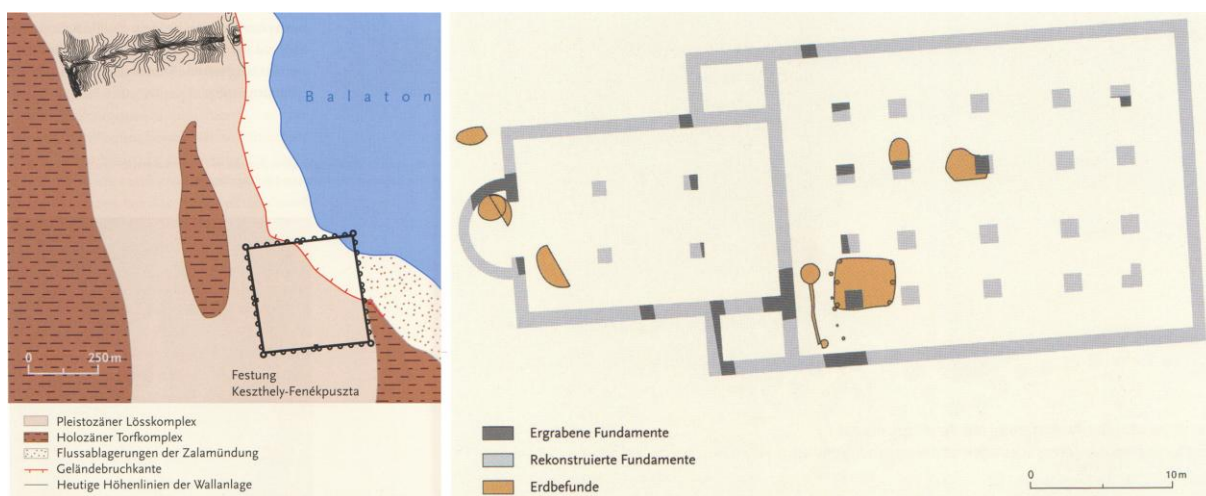 Balaton
0 250 m
Festung
Keszthely-Fenékpuszta
Pleistozäner Lösskomplex
Holozäner Torfkomplex
Flussablagerungen der Zalamündung
Geländebruchkante
Heutige Höhenlinien der Wallanlage
Ergrabene Fundamente
Rekonstruierte Fundamente
Erdbefunde
0 10 m